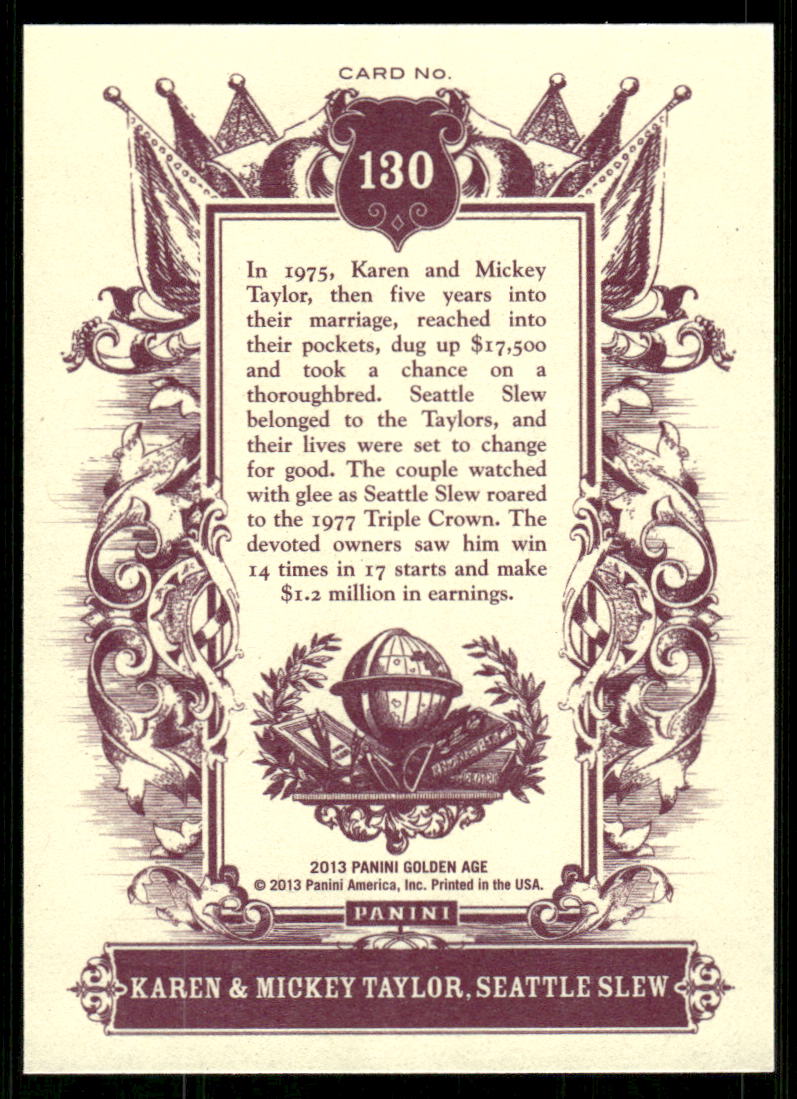 CARD No.
130
In 1975, Karen and Mickey
Taylor, then five years into
their marriage, reached into
their pockets, dug up $17,500
and took a chance on a
thoroughbred. Seattle Slew
belonged to the Taylors, and
their lives were set to change
for good. The couple watched
with glee as Seattle Slew roared
to the 1977 Triple Crown. The
devoted owners saw him win
14 times in 17 starts and make
$1.2 million in earnings.
2013 PANINI GOLDEN AGE
© 2013 Panini America, Inc. Printed in the USA.
PANINI
KAREN & MICKEY TAYLOR, SEATTLE SLEW